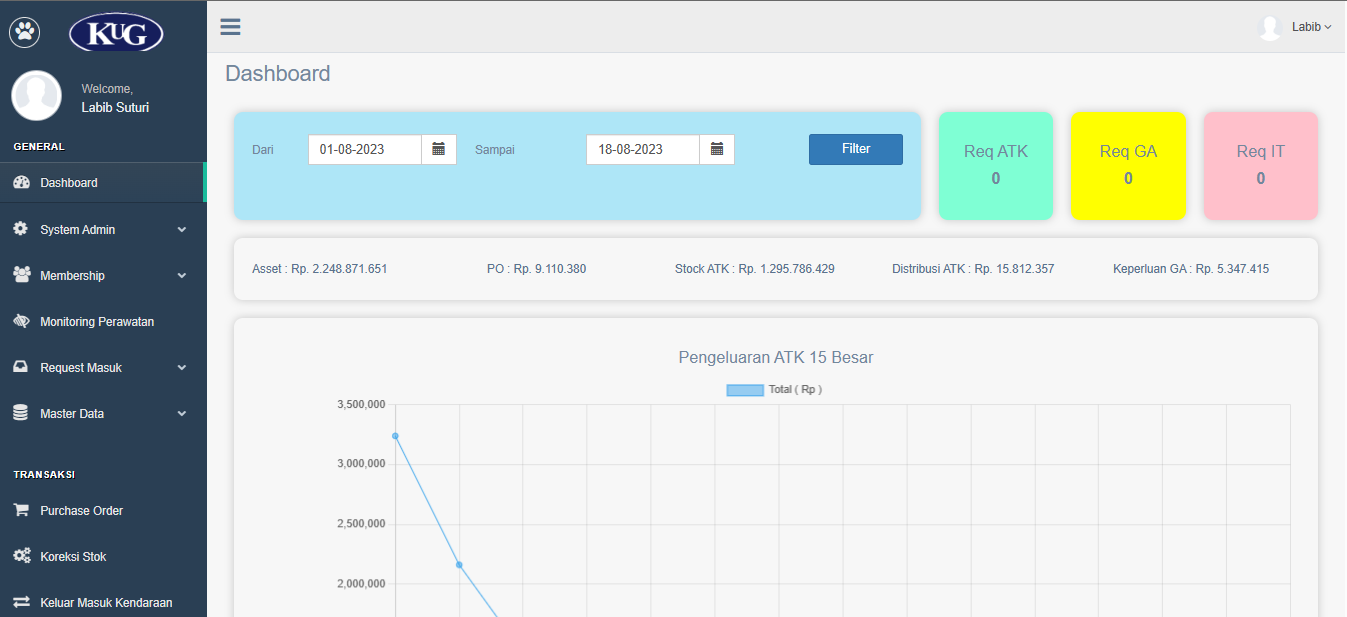 KUG
Labib
Welcome,
Labib Suturi
GENERAL
Dashboard
System Admin
Membership
Monitoring Perawatan
Request Masuk
Master Data
TRANSAKSI
Purchase Order
Koreksi Stok
Keluar Masuk Kendaraan
Dashboard
Dari 01-08-2023 Sampai 18-08-2023 Filter
Req ATK
0
Req GA
0
Req IT
0
Asset : Rp. 2.248.871.651 PO : Rp. 9.110.380 Stock ATK : Rp. 1.295.786.429 Distribusi ATK : Rp. 15.812.357 Keperluan GA : Rp. 5.347.415
Pengeluaran ATK 15 Besar
Total ( Rp )
3,500,000
3,000,000
2,500,000
2,000,000